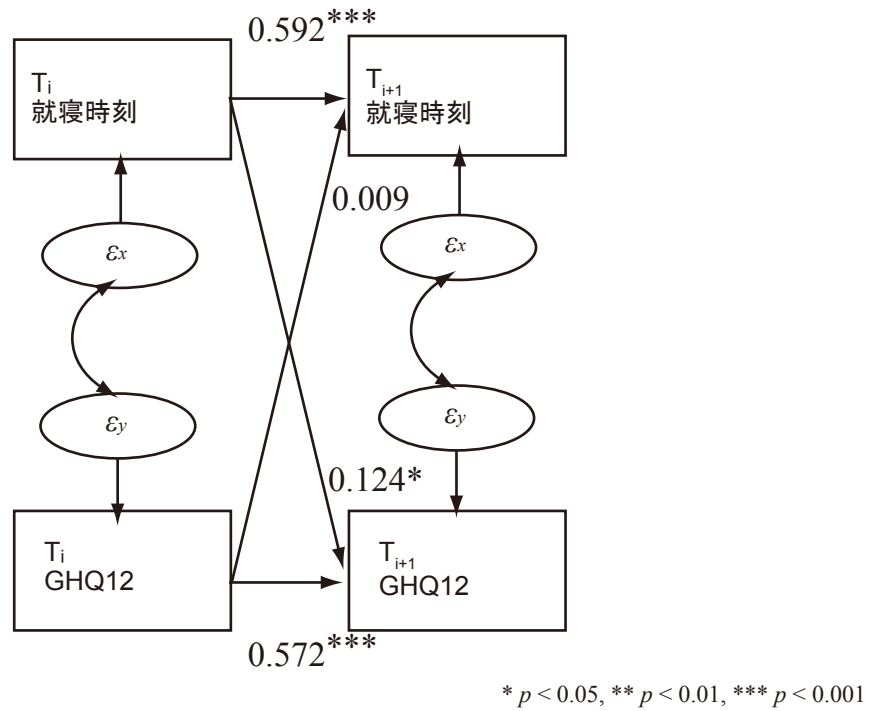 0.592***
Ti
就寝時刻
Ti+1
就寝時刻
0.009
εx
εx
εy
εy
0.124*
Ti
GHQ12
Ti+1
GHQ12
0.572***
* p < 0.05, ** p < 0.01, *** p < 0.001